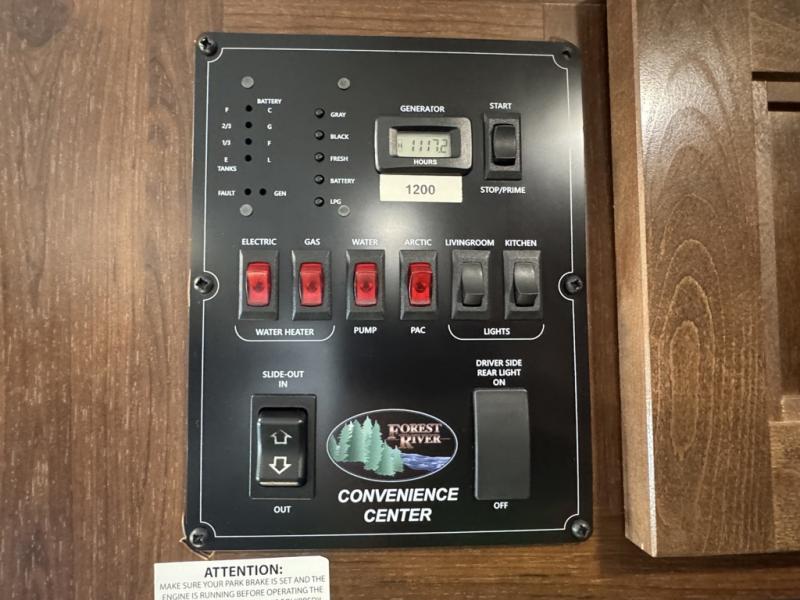 BATTERY
F C
2/3 G
1/3 F
E L
TANKS
FAULT GEN
GRAY
BLACK
FRESH
BATTERY
LPG
GENERATOR
1117.2
HOURS
1200
START
STOP/PRIME
ELECTRIC GAS WATER ARCTIC LIVINGROOM KITCHEN
WATER HEATER PUMP PAC LIGHTS
SLIDE-OUT
IN
OUT
DRIVER SIDE
REAR LIGHT
ON
OFF
FOREST
RIVER
CONVENIENCE
CENTER
ATTENTION:
MAKE SURE YOUR PARK BRAKE IS SET AND THE
ENGINE IS RUNNING BEFORE OPERATING THE